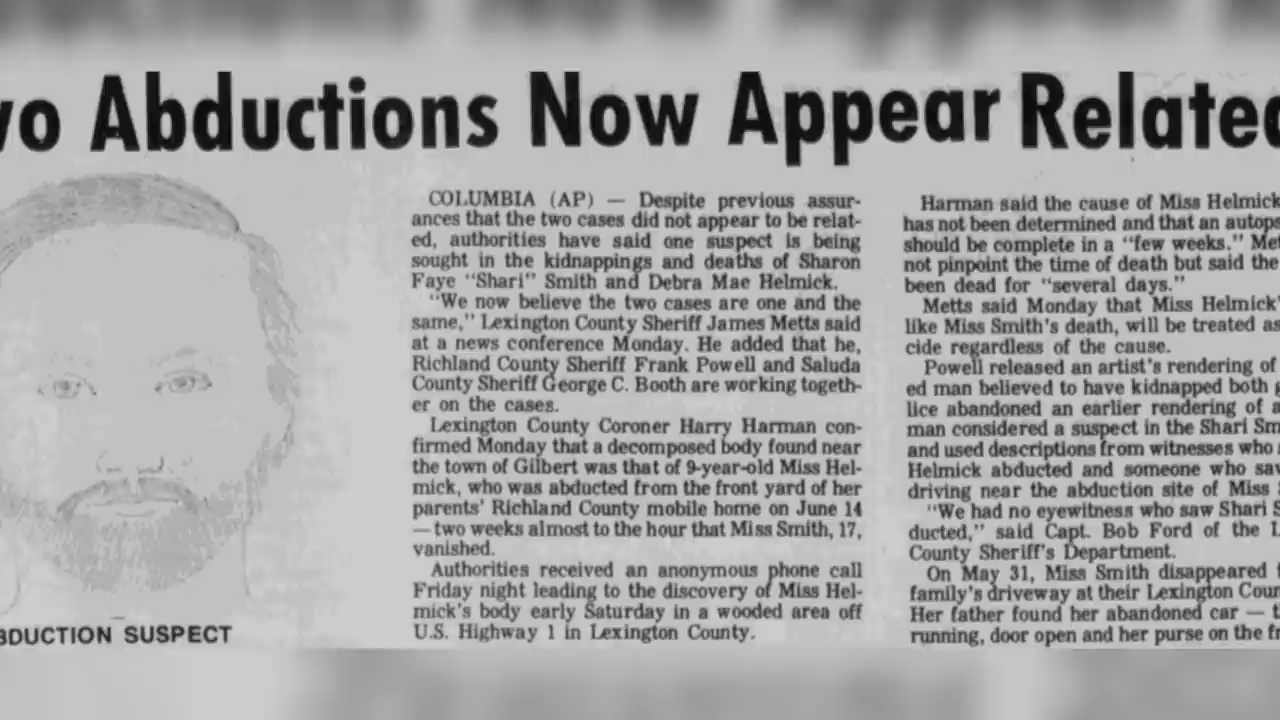 wo Abductions Now Appear Related
COLUMBIA (AP) — Despite previous assur-
ances that the two cases did not appear to be relat-
ed, authorities have said one suspect is being
sought in the kidnappings and deaths of Sharon
Faye "Shari" Smith and Debra Mae Helmick.
"We now believe the two cases are one and the
same," Lexington County Sheriff James Metts said
at a news conference Monday. He added that he,
Richland County Sheriff Frank Powell and Saluda
County Sheriff George C. Booth are working togeth-
er on the cases.
Lexington County Coroner Harry Harman con-
firmed Monday that a decomposed body found near
the town of Gilbert was that of 9-year-old Miss Hel-
mick, who was abducted from the front yard of her
parents' Richland County mobile home on June 14
— two weeks almost to the hour that Miss Smith, 17,
vanished.
Authorities received an anonymous phone call
Friday night leading to the discovery of Miss Hel-
mick's body early Saturday in a wooded area off
U.S. Highway 1 in Lexington County.
Harman said the cause of Miss Helmick
has not been determined and that an autops
should be complete in a "few weeks." Met
not pinpoint the time of death but said the
been dead for "several days."
Metts said Monday that Miss Helmick'
like Miss Smith's death, will be treated as
cide regardless of the cause.
Powell released an artist's rendering of
ed man believed to have kidnapped both g
lice abandoned an earlier rendering of a
man considered a suspect in the Shari Sm
and used descriptions from witnesses who
Helmick abducted and someone who saw
driving near the abduction site of Miss
"We had no eyewitness who saw Shari S
ducted," said Capt. Bob Ford of the L
County Sheriff's Department.
On May 31, Miss Smith disappeared f
family's driveway at their Lexington Coun
Her father found her abandoned car — t
running, door open and her purse on the fr
BDUCTION SUSPECT